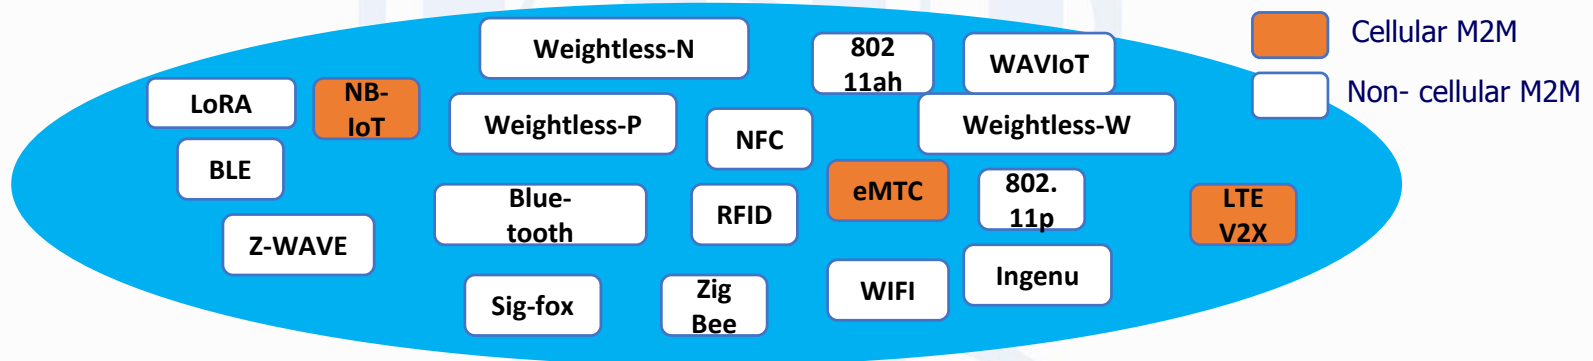 Weightless-N
802
11ah
WAVIoT
Cellular M2M
LoRA
NB-
IoT
Weightless-P
NFC
Weightless-W
Non- cellular M2M
BLE
Blue-
tooth
RFID
eMTC
802.
11p
LTE
V2X
Z-WAVE
Sig-fox
Zig
Bee
WIFI
Ingenu